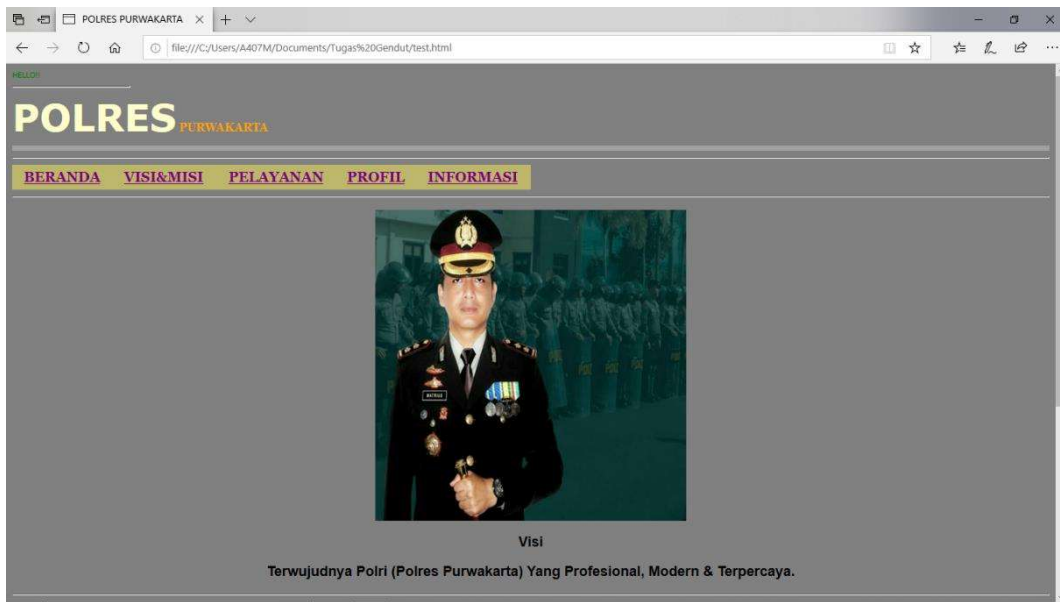 POLRES PURWAKARTA
file:///C:/Users/A407M/Documents/Tugas%20Gendut/test.html
HELLO!!
POLRES PURWAKARTA
BERANDA VISI&MISI PELAYANAN PROFIL INFORMASI
Visi
Terwujudnya Polri (Polres Purwakarta) Yang Profesional, Modern & Terpercaya.